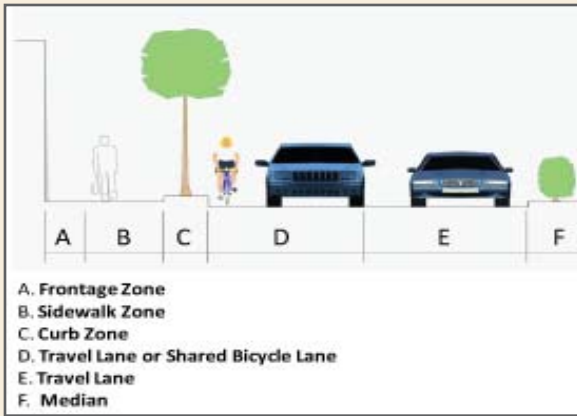 A B C D E F
A. Frontage Zone
B. Sidewalk Zone
C. Curb Zone
D. Travel Lane or Shared Bicycle Lane
E. Travel Lane
F. Median